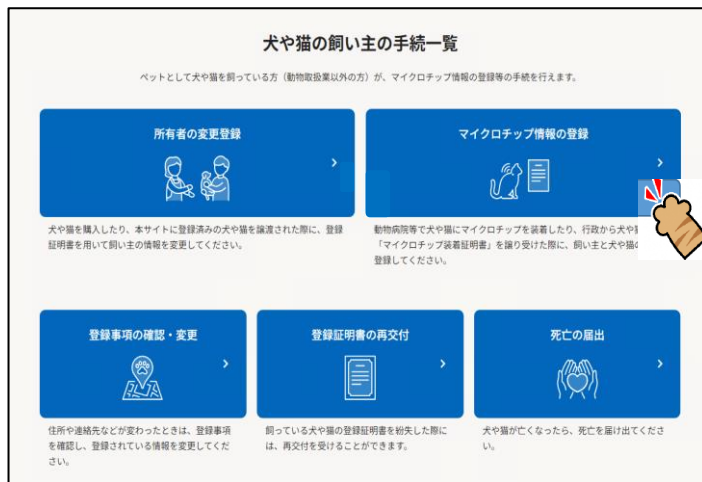 犬や猫の飼い主の手続一覧
ペットとして犬や猫を飼っている方（動物取扱業以外の方）が、マイクロチップ情報の登録等の手続を行えます。
所有者の変更登録
犬や猫を購入したり、本サイトに登録済みの犬や猫を譲渡された際に、登録
証明書を用いて飼い主の情報を変更してください。
マイクロチップ情報の登録
動物病院等で犬や猫にマイクロチップを装着したり、行政から犬や
「マイクロチップ装着証明書」を譲り受けた際に、飼い主と犬や猫の
登録してください。
登録事項の確認・変更
住所や連絡先などが変わったときは、登録事項
を確認し、登録されている情報を変更してくだ
さい。
登録証明書の再交付
飼っている犬や猫の登録証明書を紛失した際に
は、再交付を受けることができます。
死亡の届出
犬や猫が亡くなったら、死亡を届け出てくださ
い。